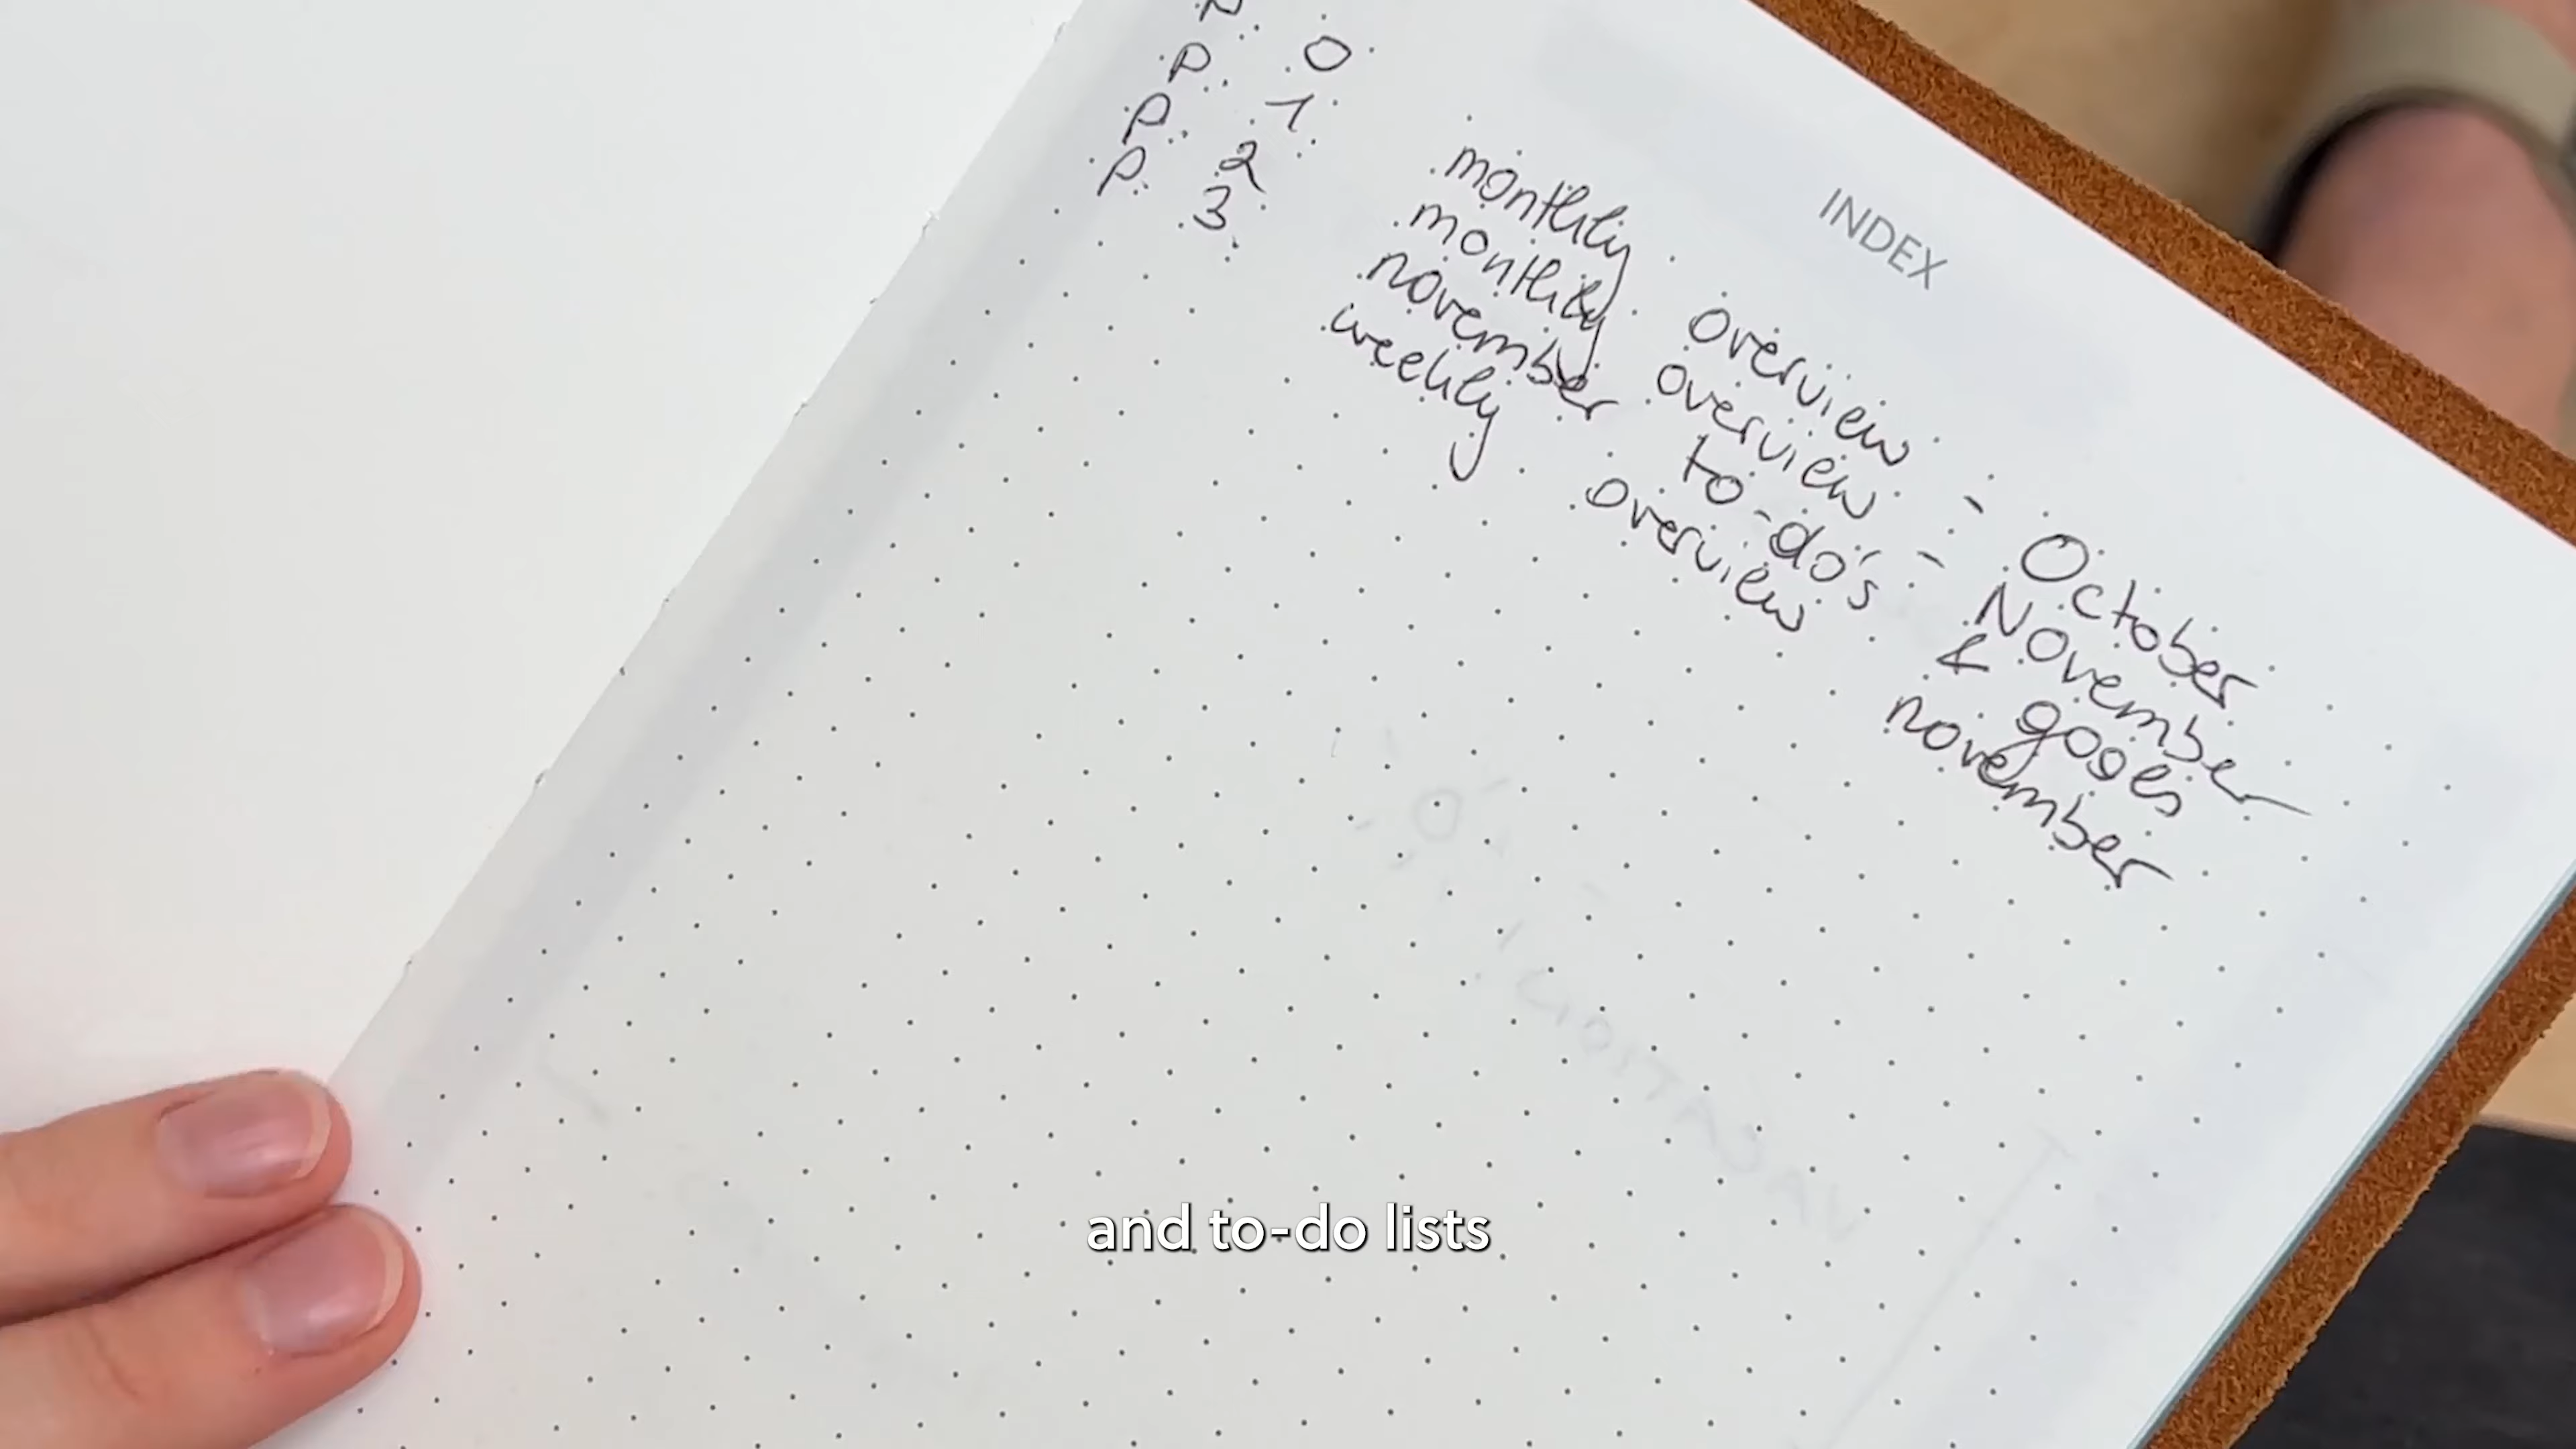 INDEX
p. 0 monthly overview - October
p. 1 monthly overview - November
p. 2 november to-do's & goals
p. 3 weekly overview november
VACATION
and to-do lists